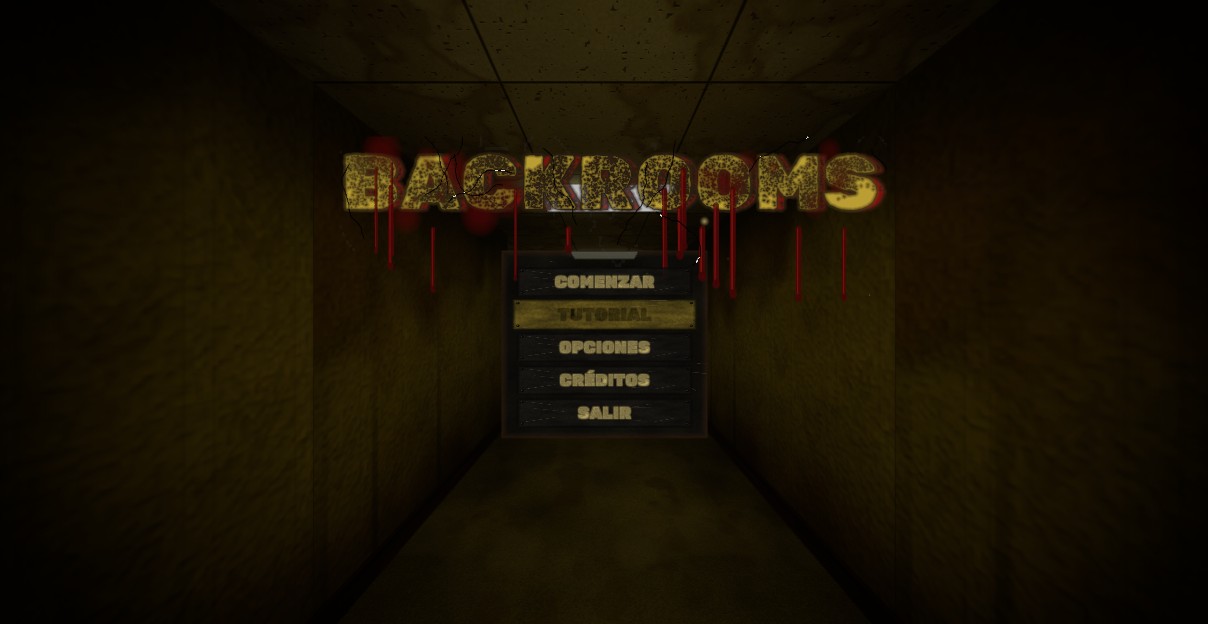 BACKROOMS
COMENZAR
TUTORIAL
OPCIONES
CRÉDITOS
SALIR